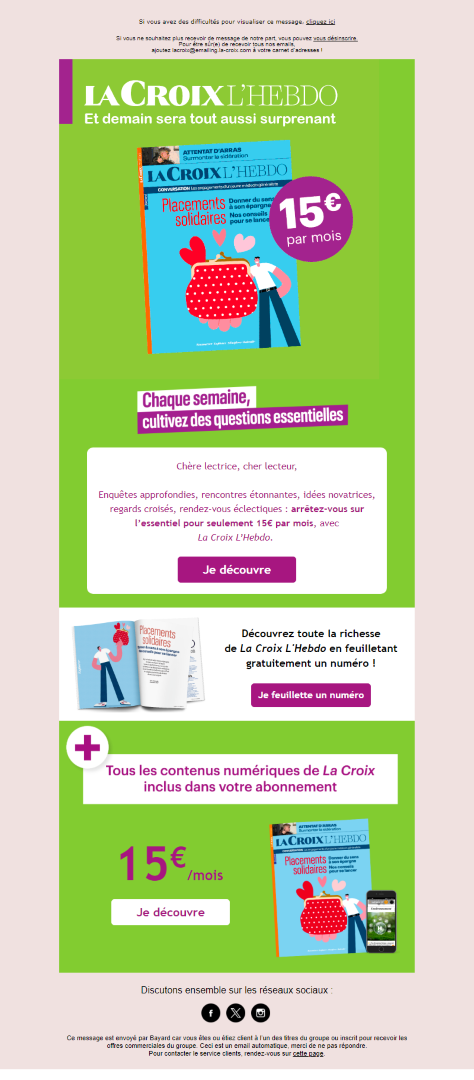 Si vous avez des difficultés pour visualiser ce message, cliquez ici
Si vous ne souhaitez plus recevoir de message de notre part, vous pouvez vous désinscrire.
Pour être sûr(e) de recevoir tous nos emails,
ajoutez lacroix@emailing.la-croix.com à votre carnet d'adresses !
LA CROIX L'HEBDO
Et demain sera tout aussi surprenant
ATTENTAT D'ARRAS
Surmonter la sidération
LA CROIX L'HEBDO
CONVERSATION
Placements
solidaires
Donner du sens
à son épargne
Nos conseils
pour se lancer
15€
par mois
Chaque semaine,
cultivez des questions essentielles
Chère lectrice, cher lecteur,
Enquêtes approfondies, rencontres étonnantes, idées novatrices,
regards croisés, rendez-vous éclectiques : arrêtez-vous sur
l'essentiel pour seulement 15€ par mois, avec
La Croix L'Hebdo.
Je découvre
Placements
solidaires
Découvrez toute la richesse
de La Croix L'Hebdo en feuilletant
gratuitement un numéro !
Je feuillette un numéro
+
Tous les contenus numériques de La Croix
inclus dans votre abonnement
15€/mois
Je découvre
ATTENTAT D'ARRAS
Surmonter la sidération
LA CROIX L'HEBDO
Placements
solidaires
Donner du sens
à son épargne
Nos conseils
pour se lancer
Discutons ensemble sur les réseaux sociaux :
Ce message est envoyé par Bayard car vous êtes ou étiez client à l'un des titres du groupe ou inscrit pour recevoir les
offres commerciales du groupe. Ceci est un email automatique, merci de ne pas répondre.
Pour contacter le service clients, rendez-vous sur cette page.